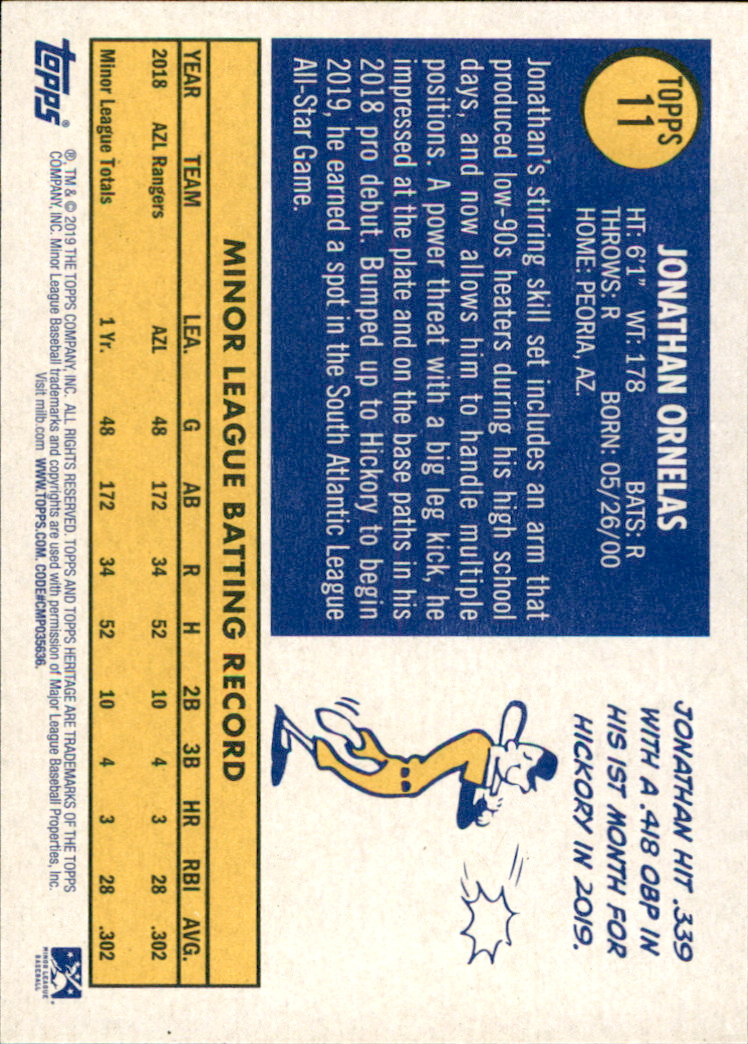 TOPPS
11
JONATHAN ORNELAS
HT: 6'1" WT: 178 BATS: R
THROWS: R BORN: 05/26/00
HOME: PEORIA, AZ.
Jonathan's stirring skill set includes an arm that
produced low-90s heaters during his high school
days, and now allows him to handle multiple
positions. A power threat with a big leg kick, he
impressed at the plate and on the base paths in his
2018 pro debut. Bumped up to Hickory to begin
2019, he earned a spot in the South Atlantic League
All-Star Game.
JONATHAN HIT .339
WITH A .418 OBP IN
HIS 1ST MONTH FOR
HICKORY IN 2019.
MINOR LEAGUE BATTING RECORD
YEAR TEAM LEA. G AB R H 2B 3B HR RBI AVG.
2018 AZL Rangers AZL 48 172 34 52 10 4 3 28 .302
Minor League Totals 1 Yr. 48 172 34 52 10 4 3 28 .302
topps®
®, TM & © 2019 THE TOPPS COMPANY, INC. ALL RIGHTS RESERVED. TOPPS AND TOPPS HERITAGE ARE TRADEMARKS OF THE TOPPS
COMPANY, INC. Minor League Baseball trademarks and copyrights are used with permission of Major League Baseball Properties, Inc.
Visit milb.com WWW.TOPPS.COM. CODE#CMP035636.
MINOR LEAGUE
BASEBALL